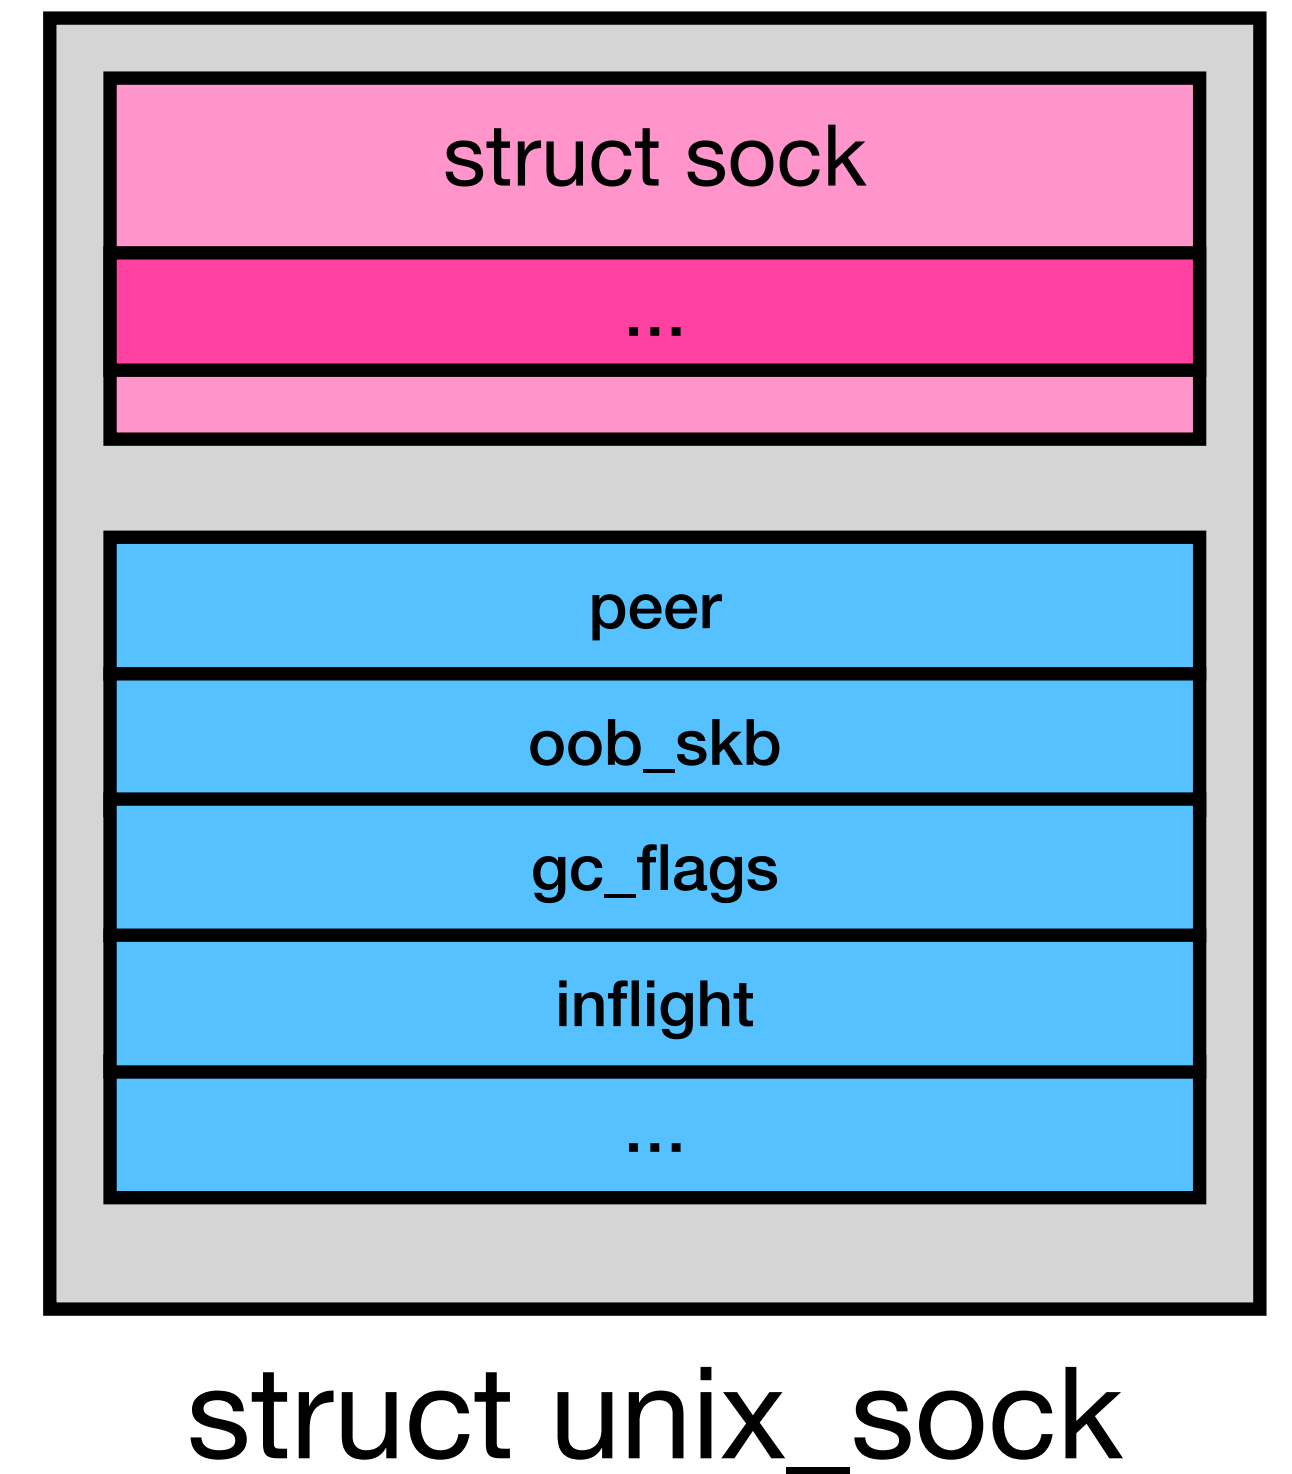 struct sock
...
peer
oob_skb
gc_flags
inflight
...
struct unix_sock